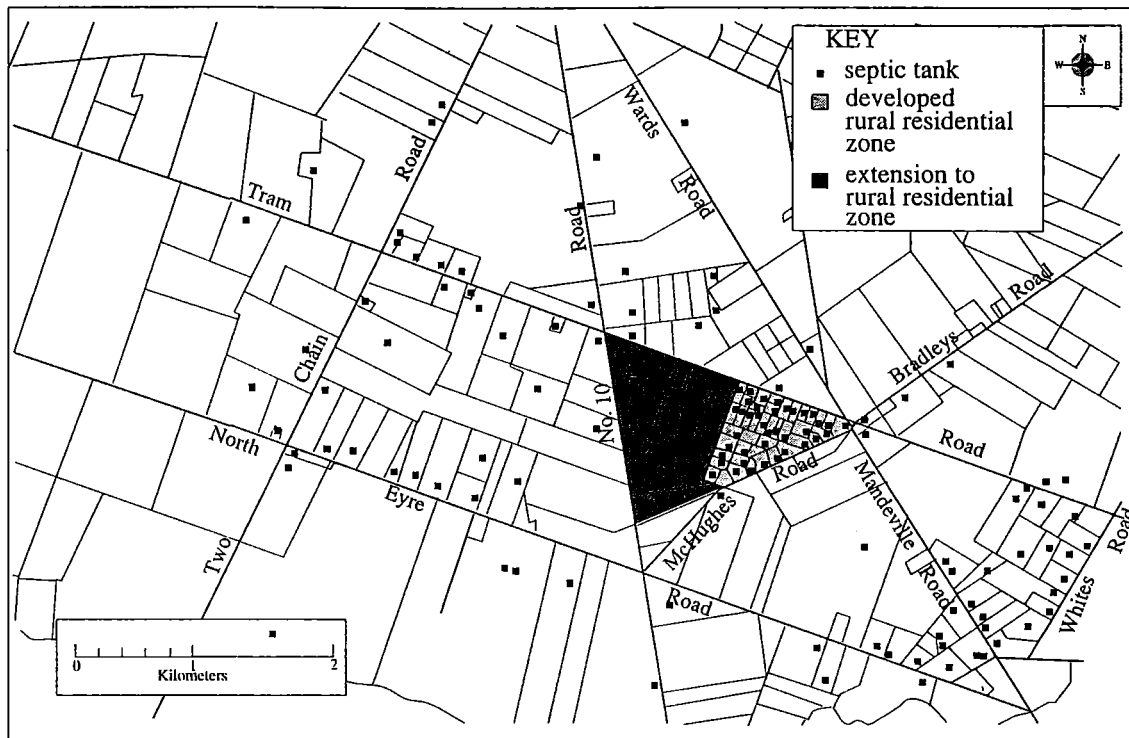 KEY
septic tank
developed
rural residential
zone
extension to
rural residential
zone
N
W B
S
Wards
Road
Road
Tram
Road
Road
Bradleys
Chain
No. 10
North
Road
Road
Eyre
McHughes
Mandeville
Road
Road
Whites
Two
Road
0 1 2
Kilometers